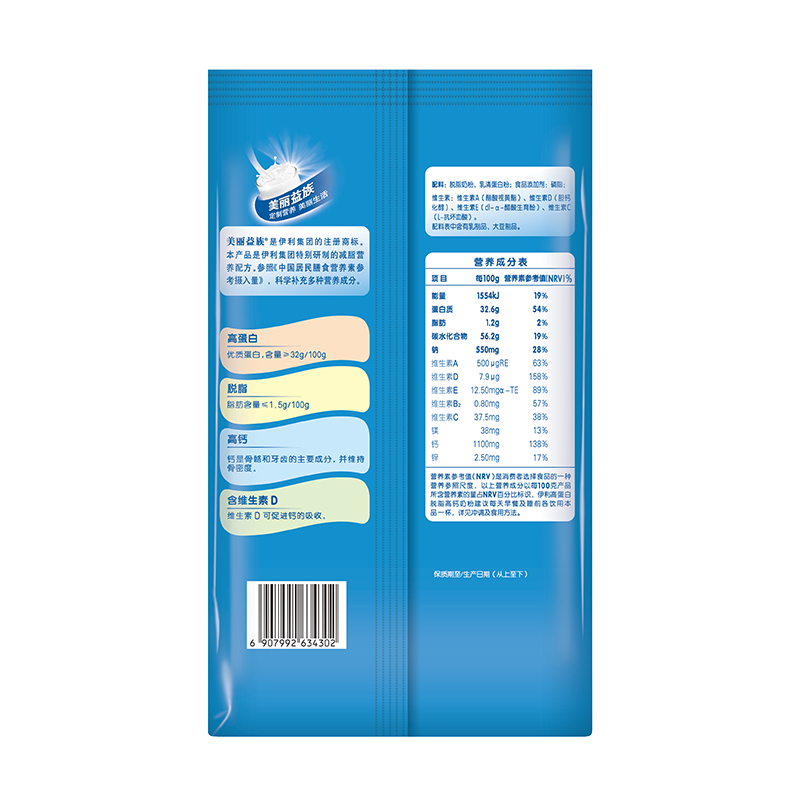 美丽益族
定制营养 美丽生活
美丽益族®是伊利集团的注册商标。
本产品是伊利集团特别研制的减脂营
养配方。参照《中国居民膳食营养素参
考摄入量》，科学补充多种营养成分。
高蛋白
优质蛋白，含量≥32g/100g
脱脂
脂肪含量≤1.5g/100g
高钙
钙是骨骼和牙齿的主要成分，并维持
骨密度。
含维生素 D
维生素 D 可促进钙的吸收。
6 907992 634302
配料：脱脂奶粉、乳清蛋白粉；食品添加剂：磷脂；
维生素：维生素A（醋酸视黄酯）、维生素D（胆钙
化醇）、维生素E（d-α-醋酸生育酚）、维生素C
（L-抗坏血酸）。
配料表中含有乳制品、大豆制品。
营养成分表
项目 每100g 营养素参考值(NRV)%
能量 1554kJ 19%
蛋白质 32.6g 54%
脂肪 1.2g 2%
碳水化合物 56.2g 19%
钠 550mg 28%
维生素A 500μgRE 63%
维生素D 7.9μg 158%
维生素E 12.50mgα-TE 89%
维生素B₂ 0.80mg 57%
维生素C 37.5mg 38%
镁 38mg 13%
钙 1100mg 138%
锌 2.50mg 17%
营养素参考值(NRV)是消费者选择食品的一种
营养参照尺度，以上营养成分以每100克产品
所含营养素的量占NRV百分比标识，伊利高蛋白
脱脂高钙奶粉建议每天早餐及睡前各饮用本
品一杯，详见冲调及食用方法。
保质期至/生产日期（从上至下）